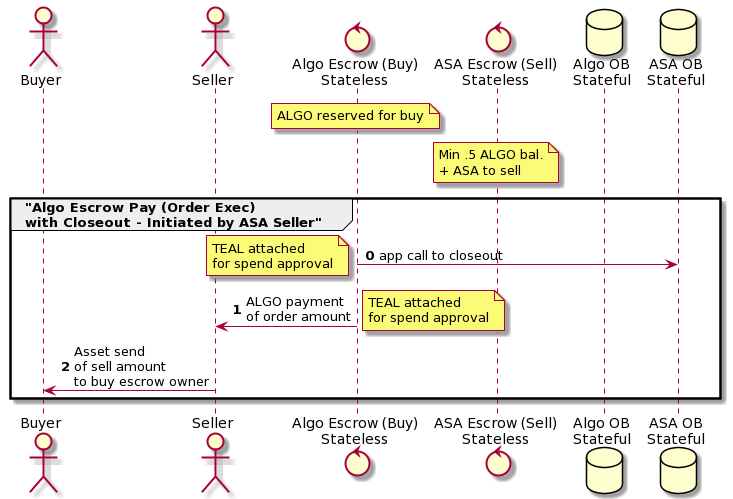 Buyer
Seller
Algo Escrow (Buy)
Stateless
ASA Escrow (Sell)
Stateless
Algo OB
Stateful
ASA OB
Stateful
ALGO reserved for buy
Min .5 ALGO bal.
+ ASA to sell
"Algo Escrow Pay (Order Exec)
with Closeout - Initiated by ASA Seller"
TEAL attached
for spend approval
0 app call to closeout
1 ALGO payment
of order amount
TEAL attached
for spend approval
2 Asset send
of sell amount
to buy escrow owner
Buyer
Seller
Algo Escrow (Buy)
Stateless
ASA Escrow (Sell)
Stateless
Algo OB
Stateful
ASA OB
Stateful